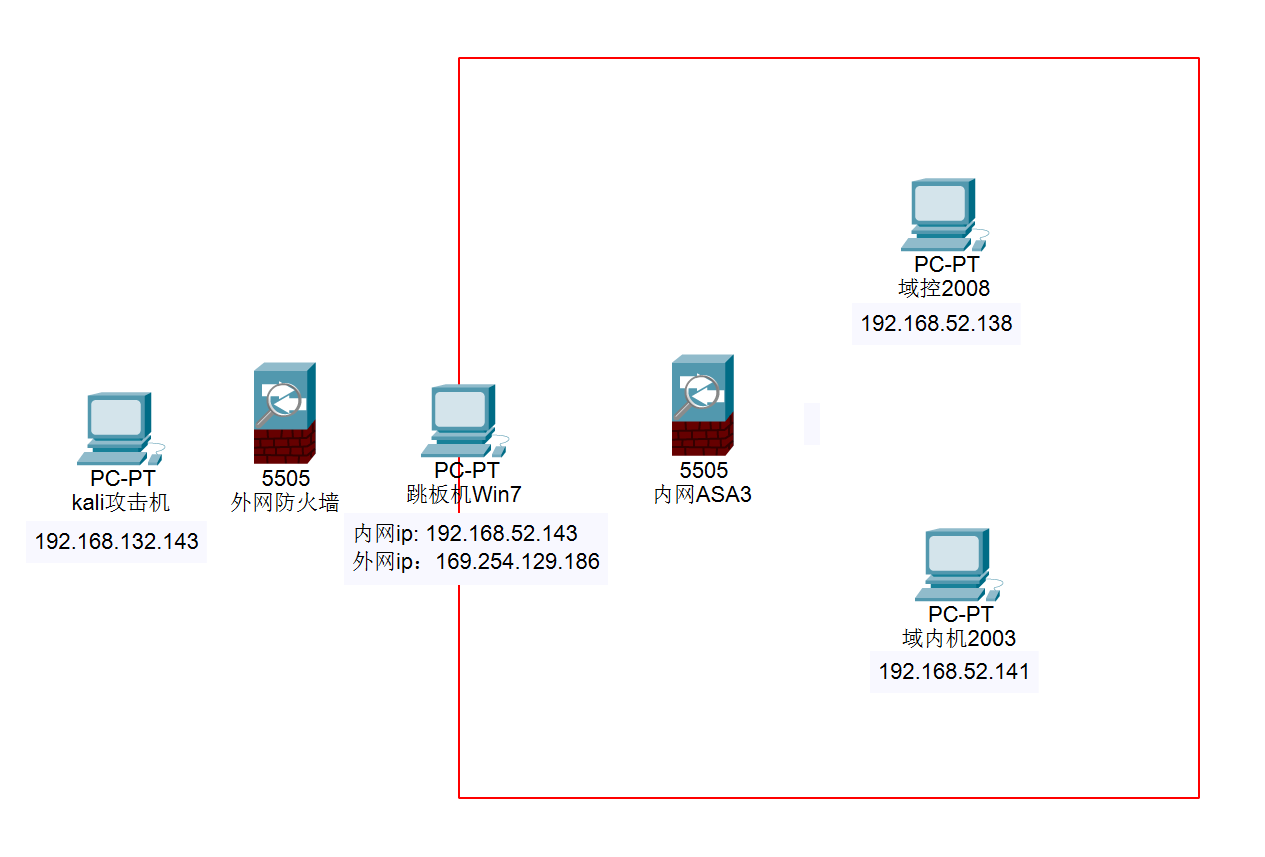 PC-PT
kali攻击机
192.168.132.143
5505
外网防火墙
PC-PT
跳板机Win7
内网ip: 192.168.52.143
外网ip：169.254.129.186
5505
内网ASA3
PC-PT
域控2008
192.168.52.138
PC-PT
域内机2003
192.168.52.141